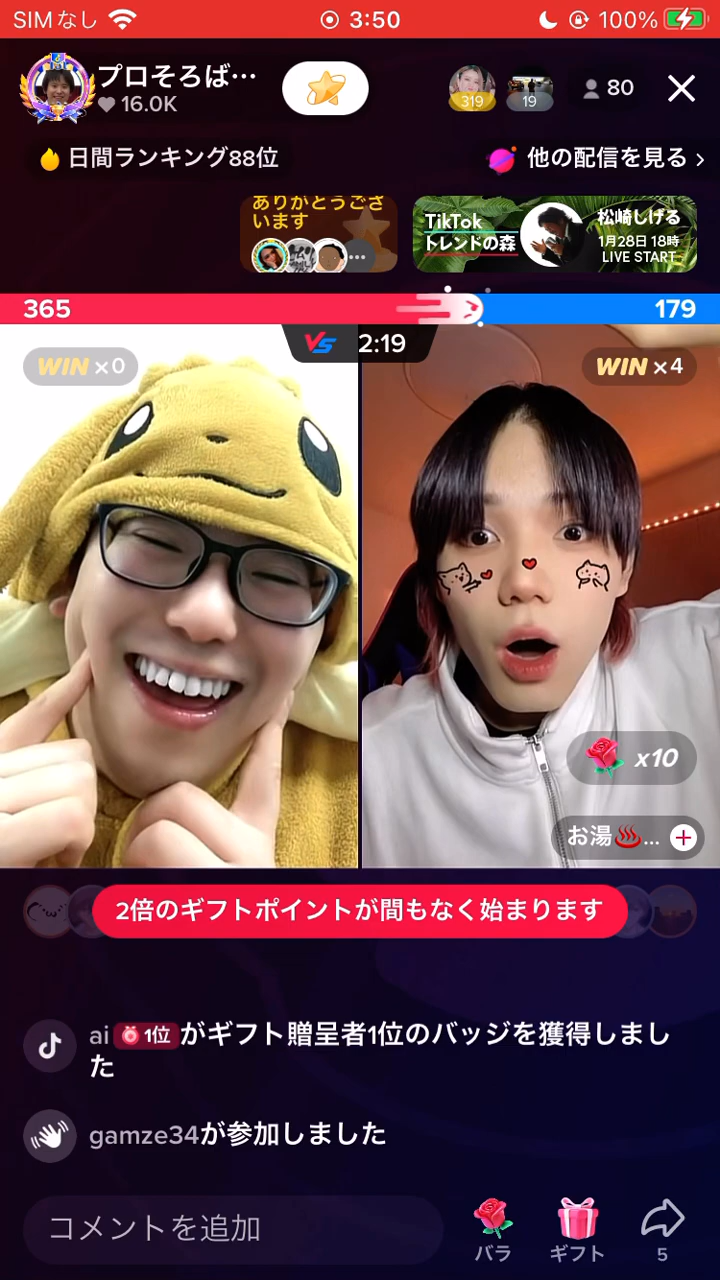 SIMなし 3:50 100%
プロそろば…
16.0K
319 19 80
日間ランキング88位
他の配信を見る
ありがとうござ
います
TikTok
トレンドの森
松崎しげる
1月28日 18時
LIVE START
365 179
WIN x0
VS 2:19
WIN x4
x10
お湯♨️...
2倍のギフトポイントが間もなく始まります
ai 1位 がギフト贈呈者1位のバッジを獲得しまし
た
gamze34が参加しました
コメントを追加
バラ
ギフト
5